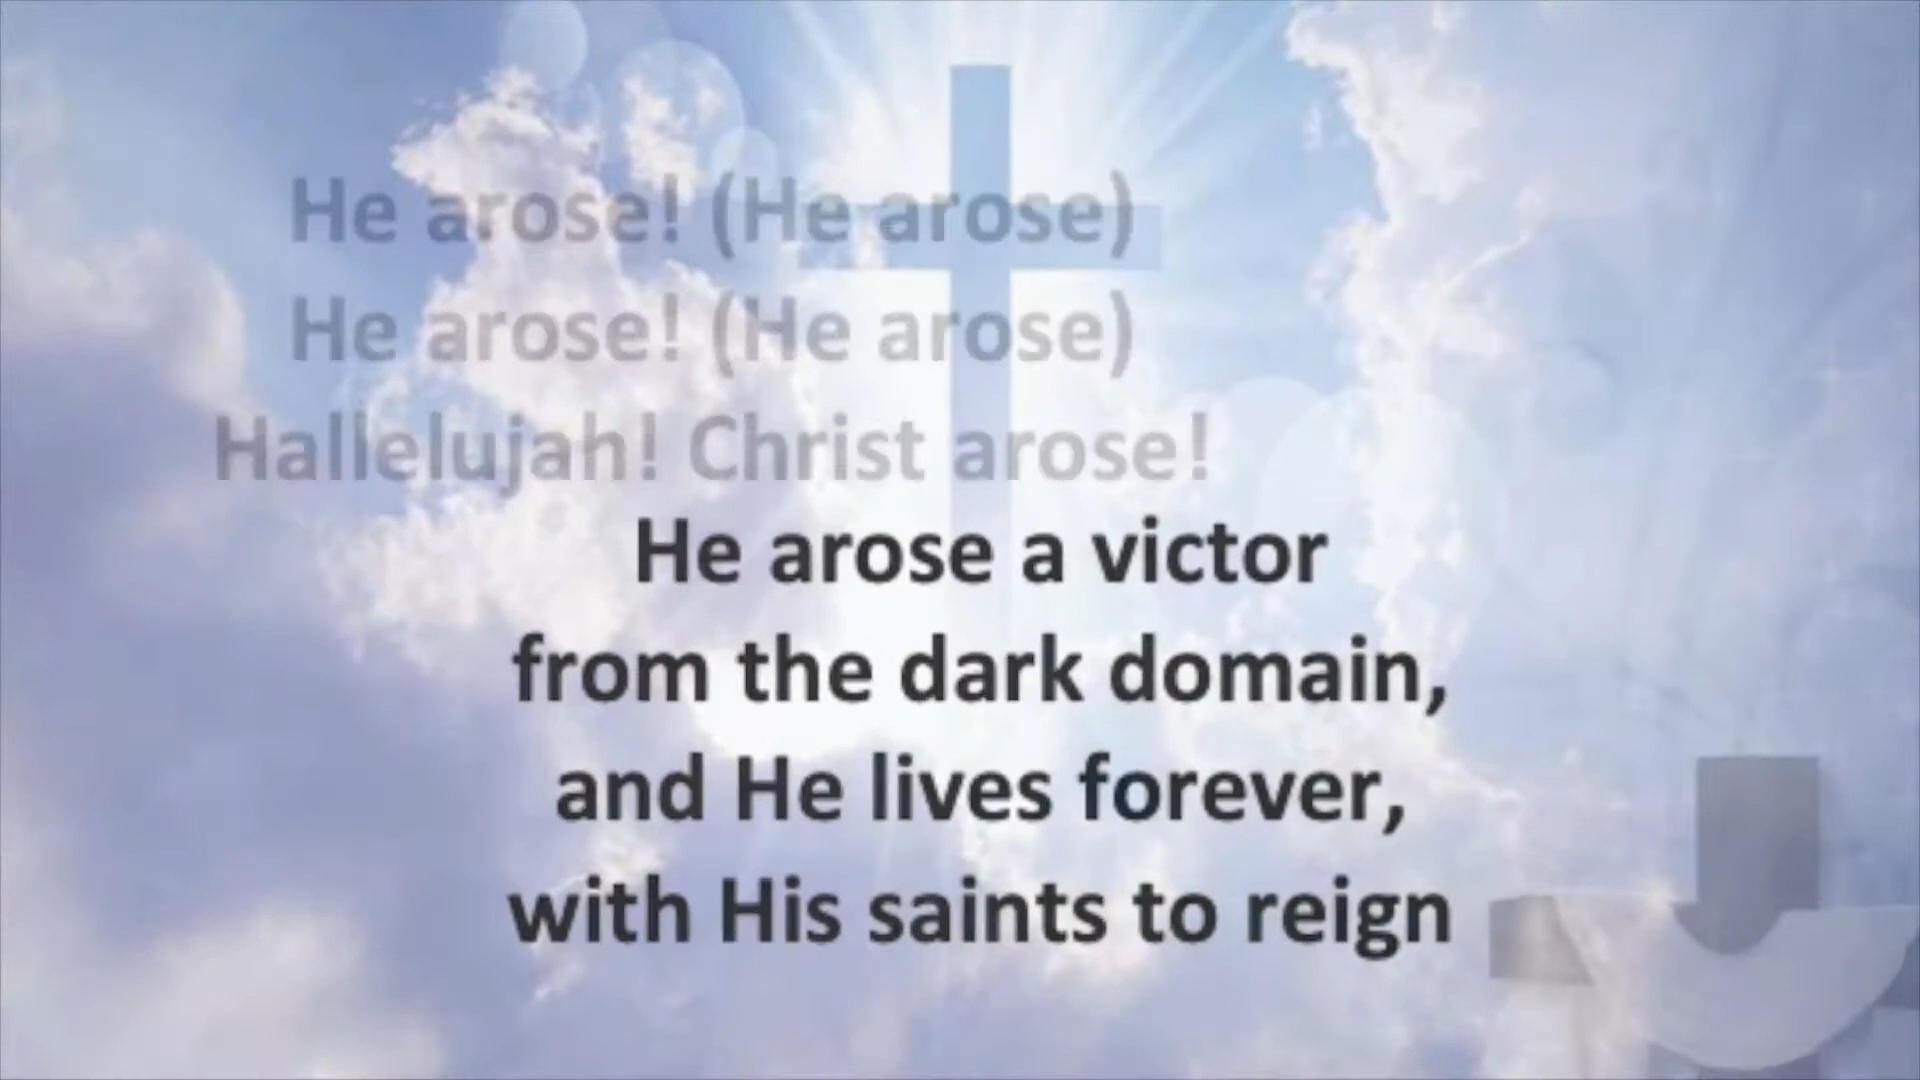 He arose! (He arose)
He arose! (He arose)
Hallelujah! Christ arose!
He arose a victor
from the dark domain,
and He lives forever,
with His saints to reign